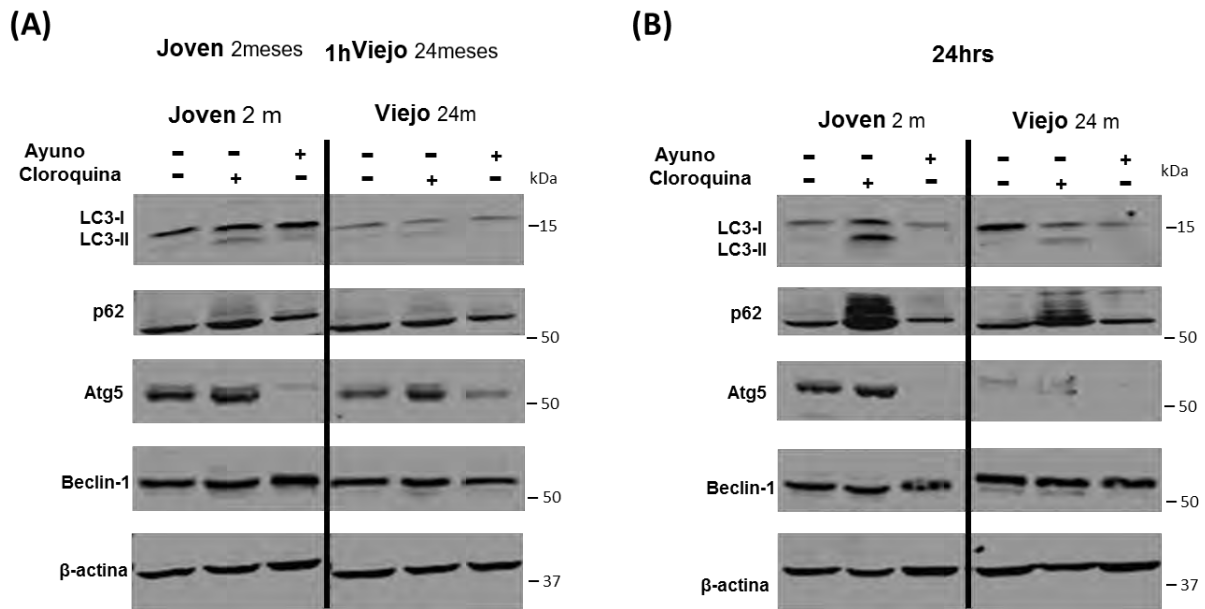 (A)
Joven 2meses 1h Viejo 24meses
Joven 2 m Viejo 24m
Ayuno - - + - - +
Cloroquina - + - - + -
kDa
LC3-I
LC3-II
–15
p62
– 50
Atg5
– 50
Beclin-1
– 50
β-actina
– 37
(B)
24hrs
Joven 2 m Viejo 24 m
Ayuno - - + - - +
Cloroquina - + - - + -
kDa
LC3-I
LC3-II
–15
p62
– 50
Atg5
– 50
Beclin-1
– 50
β-actina
– 37